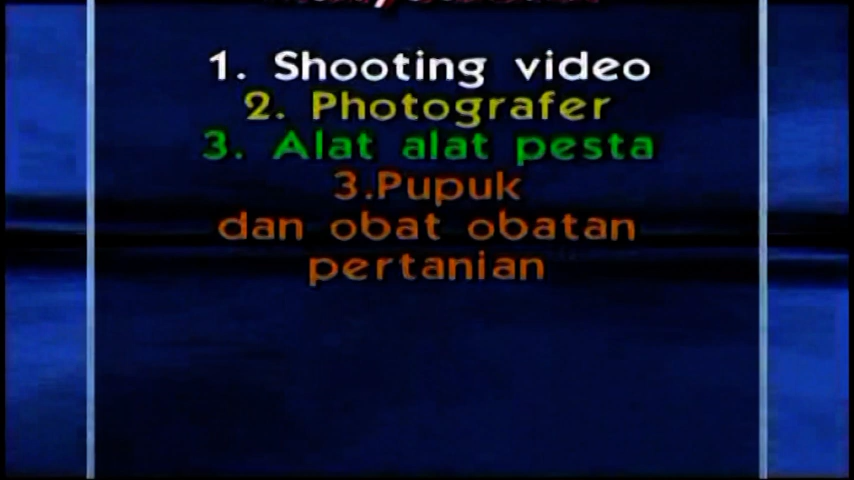 1. Shooting video
2. Photografer
3. Alat alat pesta
3.Pupuk
dan obat obatan
pertanian